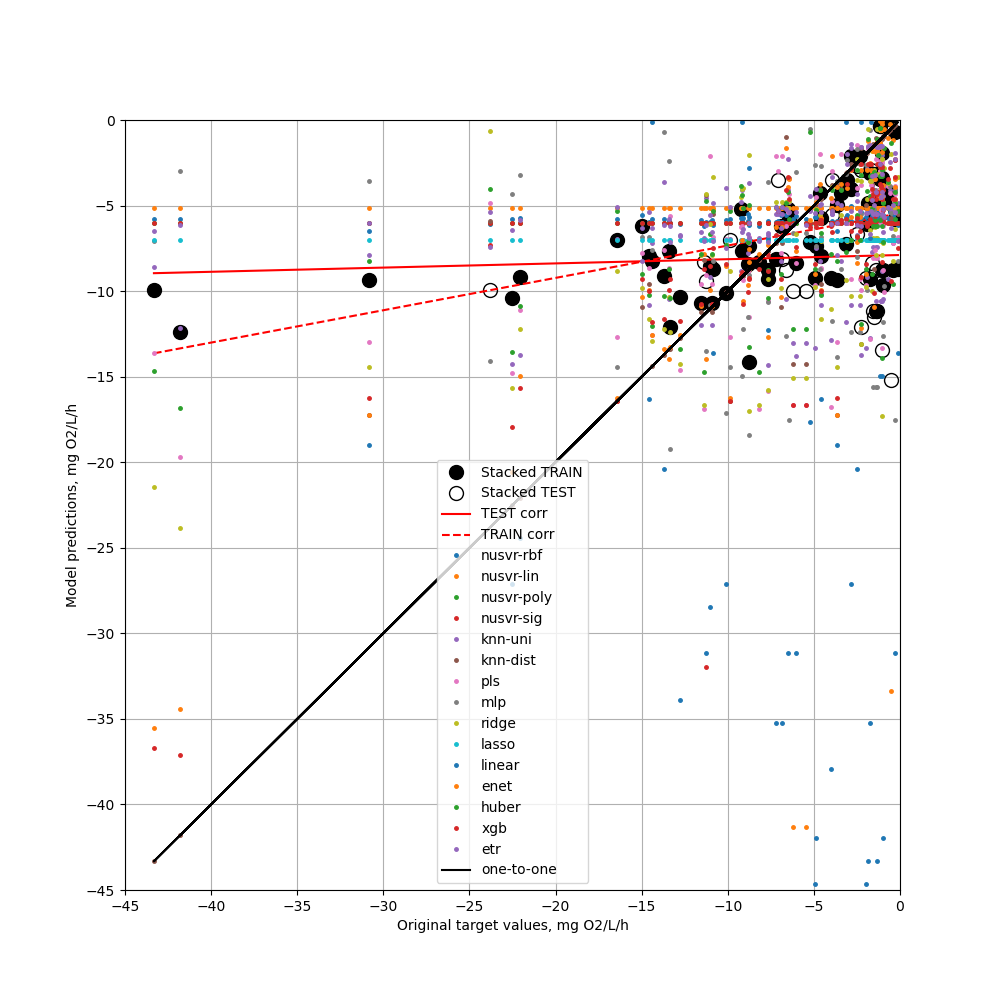 0
−5
−10
−15
−20
−25
−30
−35
−40
−45
Model predictions, mg O2/L/h
Stacked TRAIN
Stacked TEST
TEST corr
TRAIN corr
nusvr-rbf
nusvr-lin
nusvr-poly
nusvr-sig
knn-uni
knn-dist
pls
mlp
ridge
lasso
linear
enet
huber
xgb
etr
one-to-one
−45 −40 −35 −30 −25 −20 −15 −10 −5 0
Original target values, mg O2/L/h